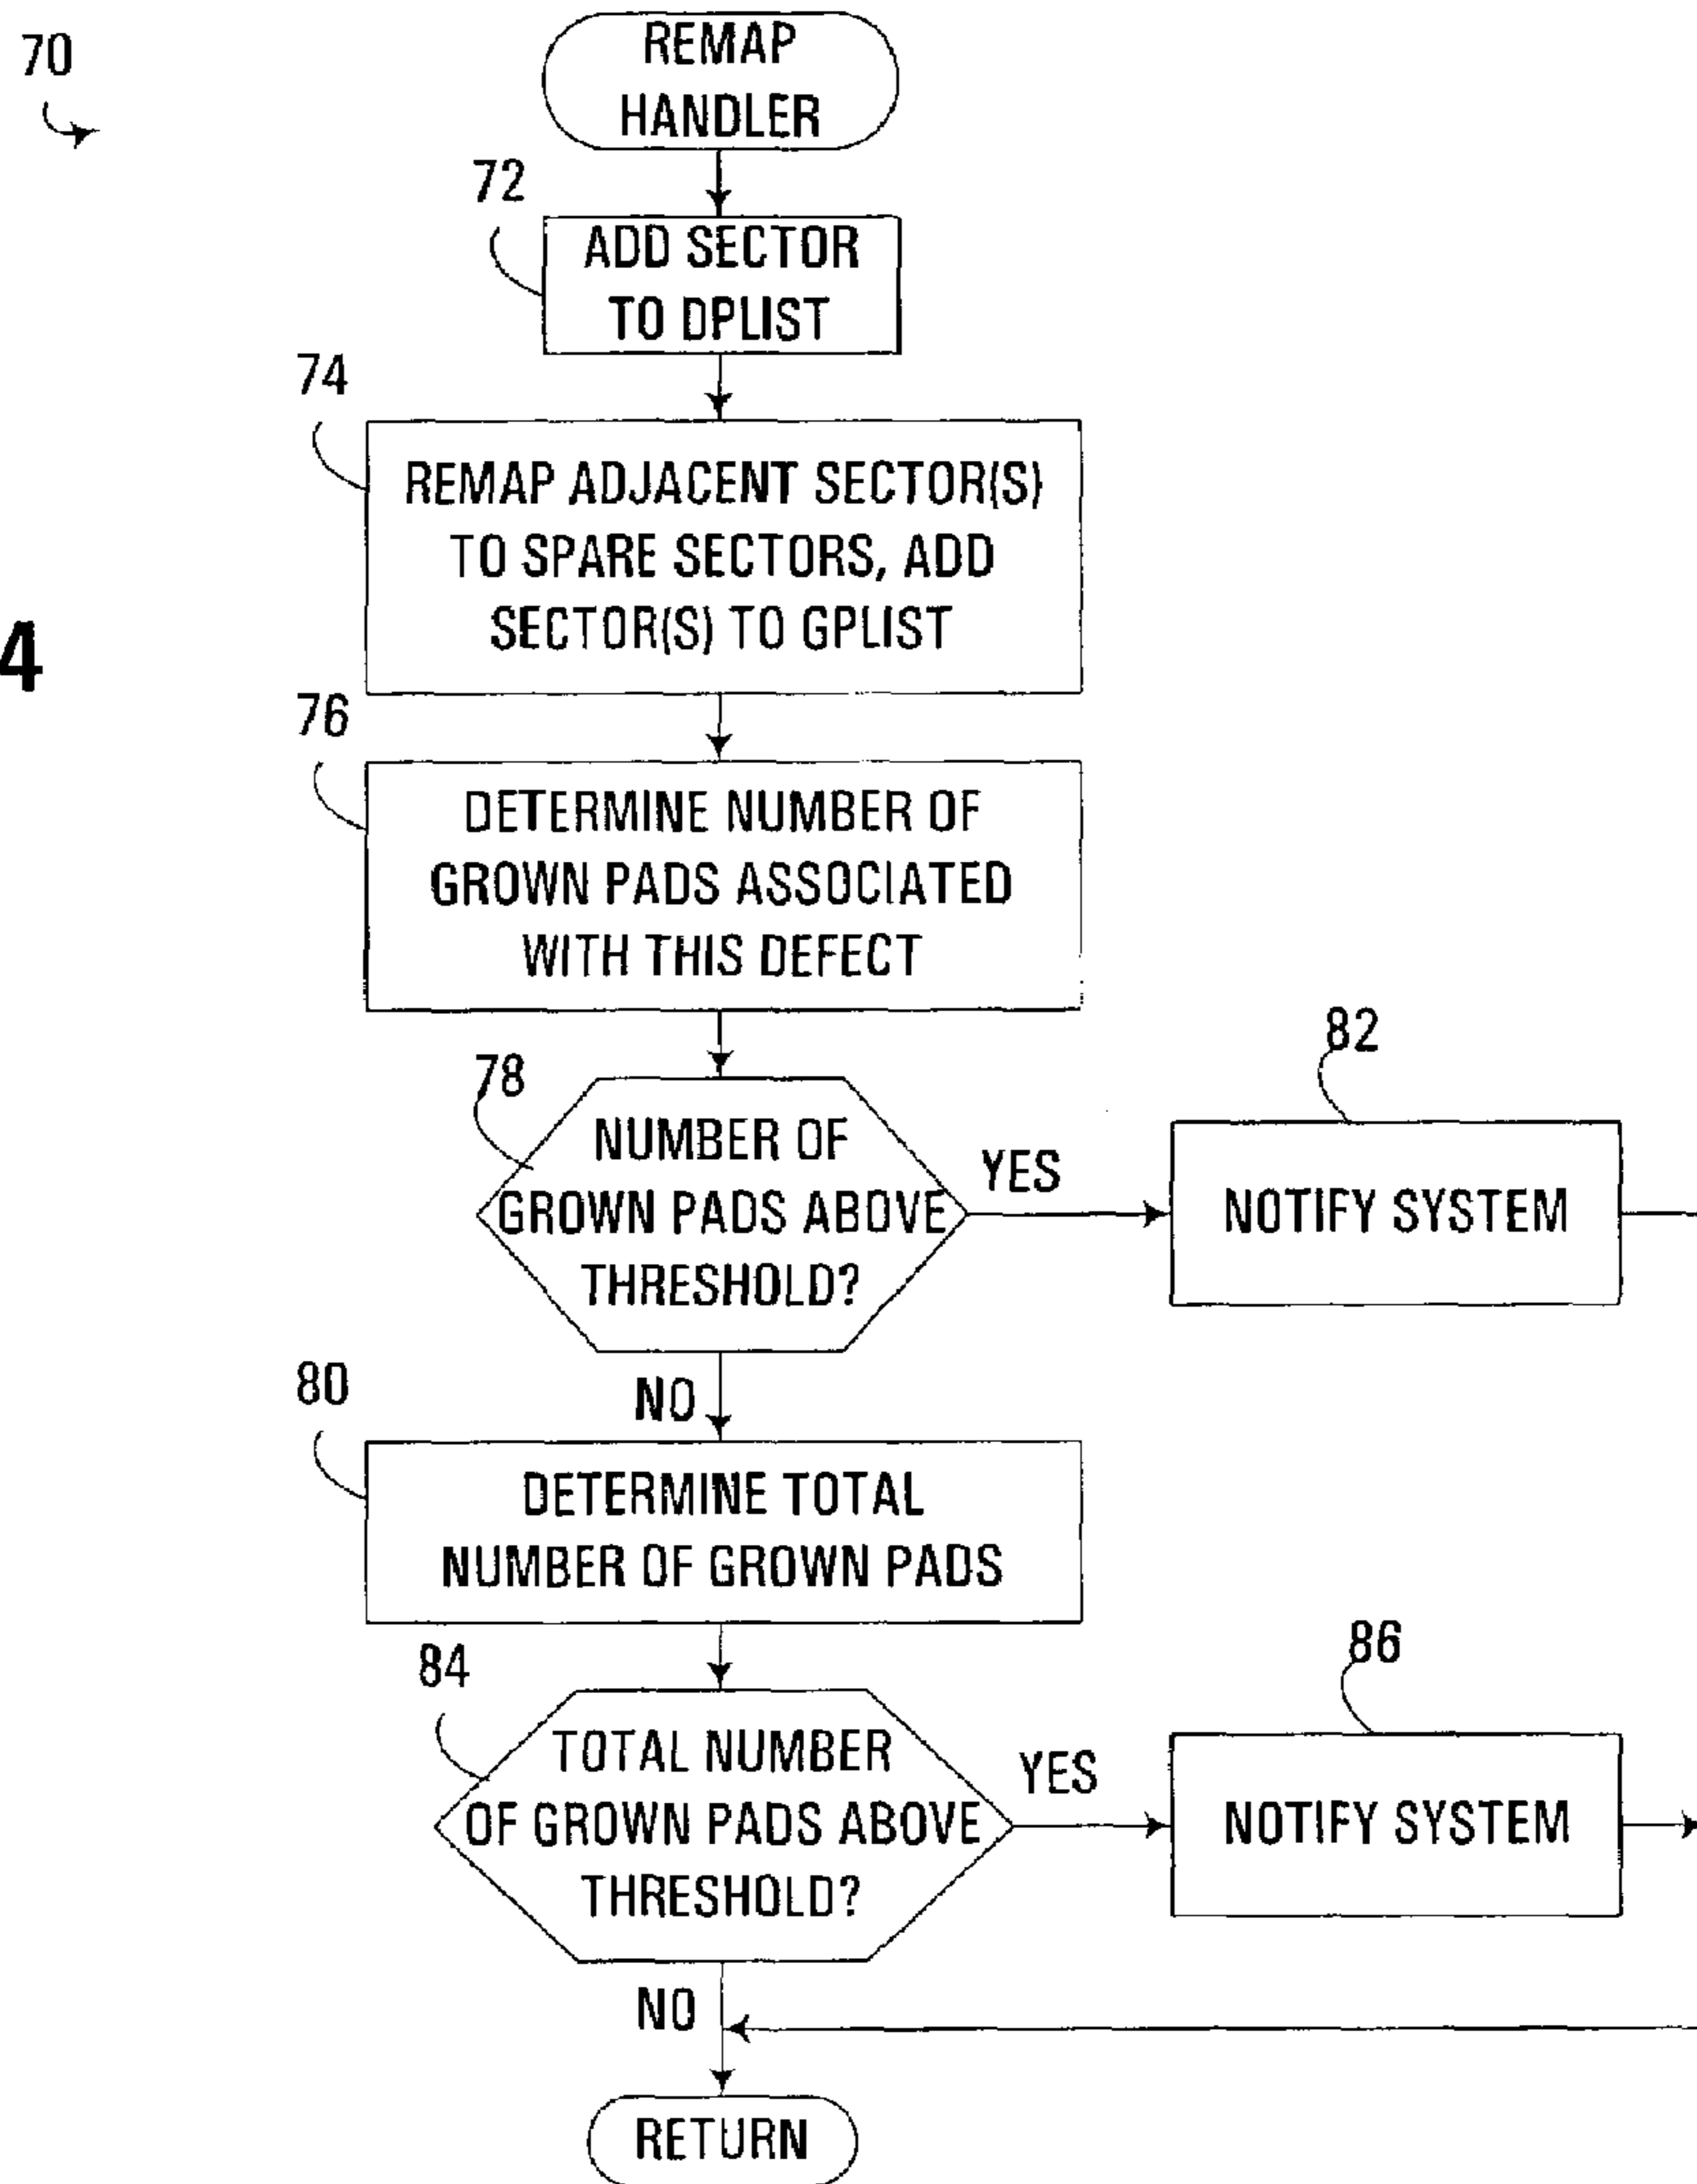 70
REMAP
HANDLER
72
ADD SECTOR
TO DPLIST
74
REMAP ADJACENT SECTOR(S)
TO SPARE SECTORS, ADD
SECTOR(S) TO GPLIST
4
76
DETERMINE NUMBER OF
GROWN PADS ASSOCIATED
WITH THIS DEFECT
78
NUMBER OF
GROWN PADS ABOVE
THRESHOLD?
YES
82
NOTIFY SYSTEM
NO
80
DETERMINE TOTAL
NUMBER OF GROWN PADS
84
TOTAL NUMBER
OF GROWN PADS ABOVE
THRESHOLD?
YES
86
NOTIFY SYSTEM
NO
RETURN